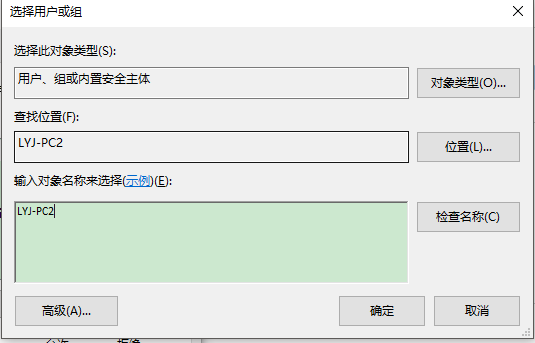 选择用户或组
选择此对象类型(S):
用户、组或内置安全主体
对象类型(O)...
查找位置(F):
LYJ-PC2
位置(L)...
输入对象名称来选择(示例)(E):
LYJ-PC2
检查名称(C)
高级(A)...
确定
取消